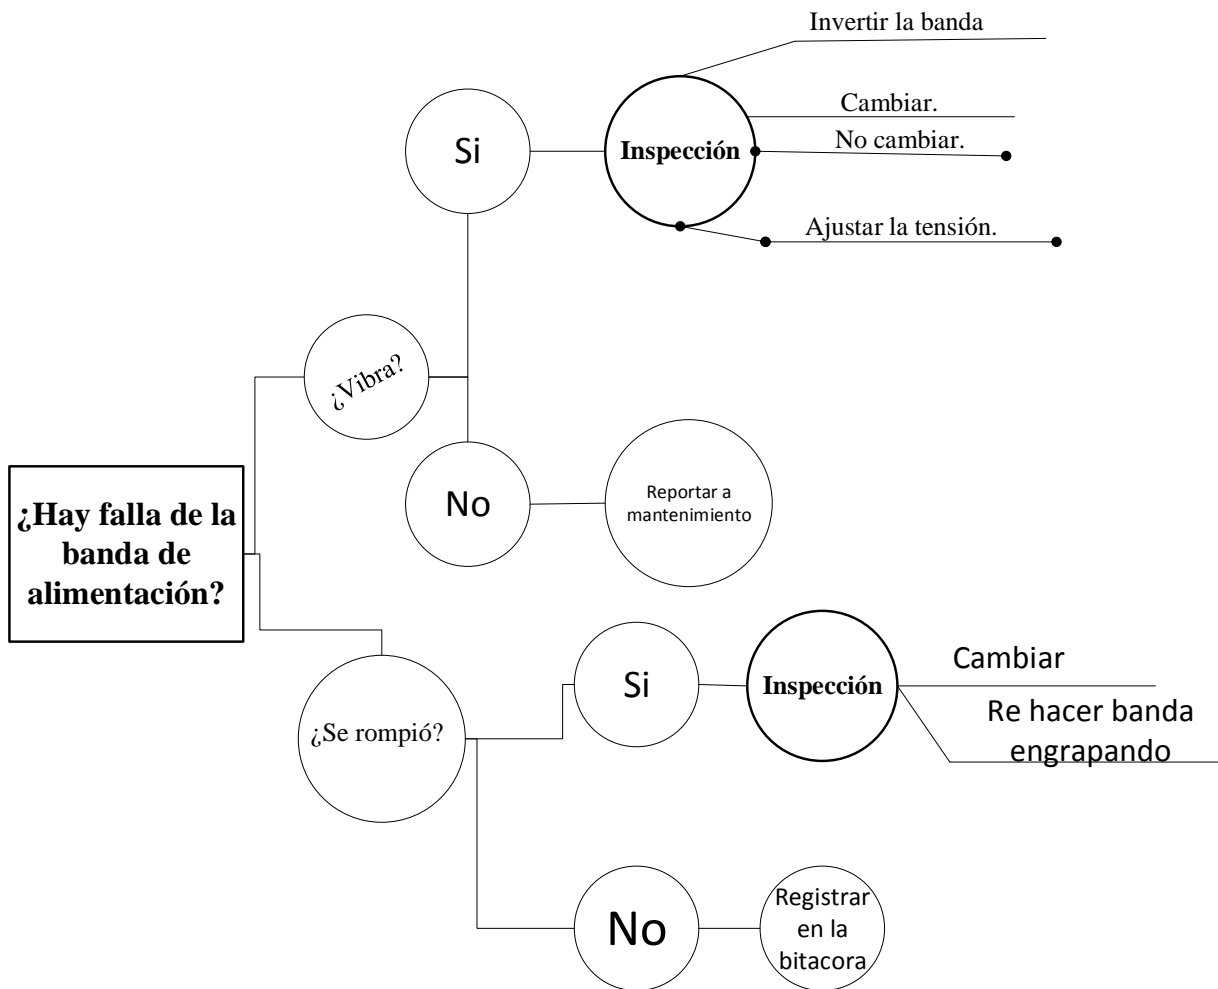 Invertir la banda
Cambiar.
No cambiar.
Ajustar la tensión.
Si
Inspección
¿Vibra?
No
Reportar a
mantenimiento
¿Hay falla de la
banda de
alimentación?
¿Se rompió?
Si
Inspección
Cambiar
Re hacer banda
engrapando
No
Registrar
en la
bitacora